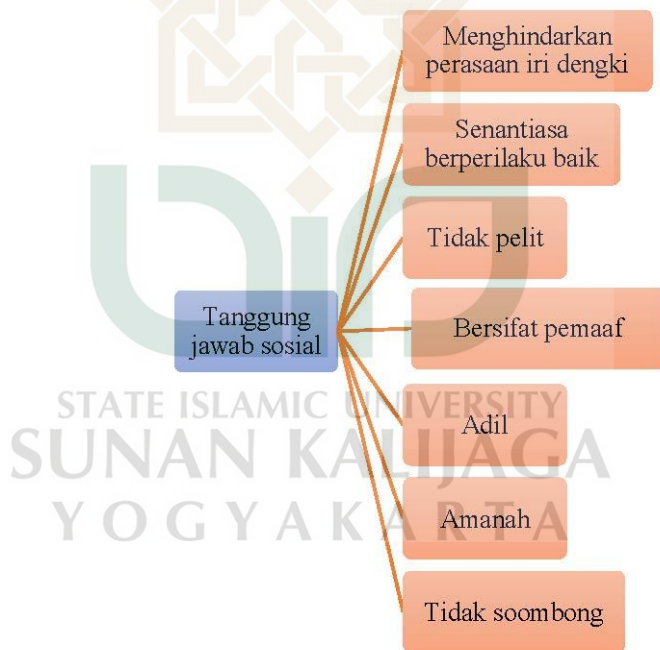 Menghindarkan
perasaan iri dengki
Senantiasa
berperilaku baik
Tidak pelit
Tanggung
jawab sosial
Bersifat pemaaf
Adil
Amanah
Tidak soombong
STATE ISLAMIC UNIVERSITY
SUNAN KALIJAGA
YOGYAKARTA